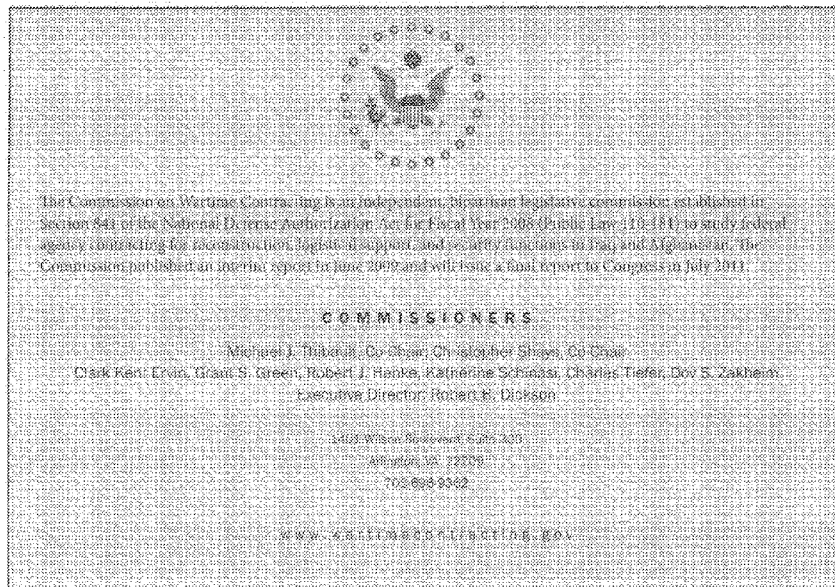 The Commission on Wartime Contracting is an independent, bipartisan legislative commission established in
Section 841 of the National Defense Authorization Act for Fiscal Year 2008 (Public Law 110-181) to study federal
agency contracting for reconstruction, logistical support, and security functions in Iraq and Afghanistan. The
Commission published an interim report in June 2009 and will issue a final report to Congress in July 2011.
COMMISSIONERS
Michael J. Thibault, Co-Chair; Christopher Shays, Co-Chair
Clark Kent Ervin, Grant S. Green, Robert J. Henke, Katherine Schinasi, Charles Tiefer, Dov S. Zakheim
Executive Director: Robert B. Dickson
Wilson Boulevard, Suite
Arlington, VA
www.wartimecontracting.gov